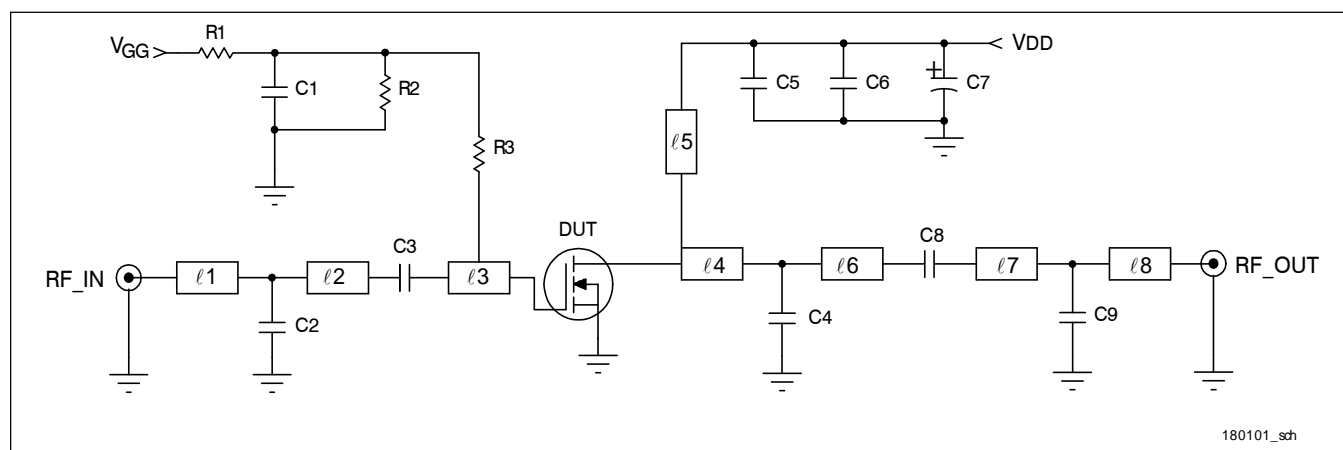 VGG
R1
C1
R2
R3
VDD
C5
C6
C7
+
ℓ5
DUT
RF_IN
ℓ1
C2
ℓ2
C3
ℓ3
ℓ4
C4
ℓ6
C8
ℓ7
C9
ℓ8
RF_OUT
180101_sch